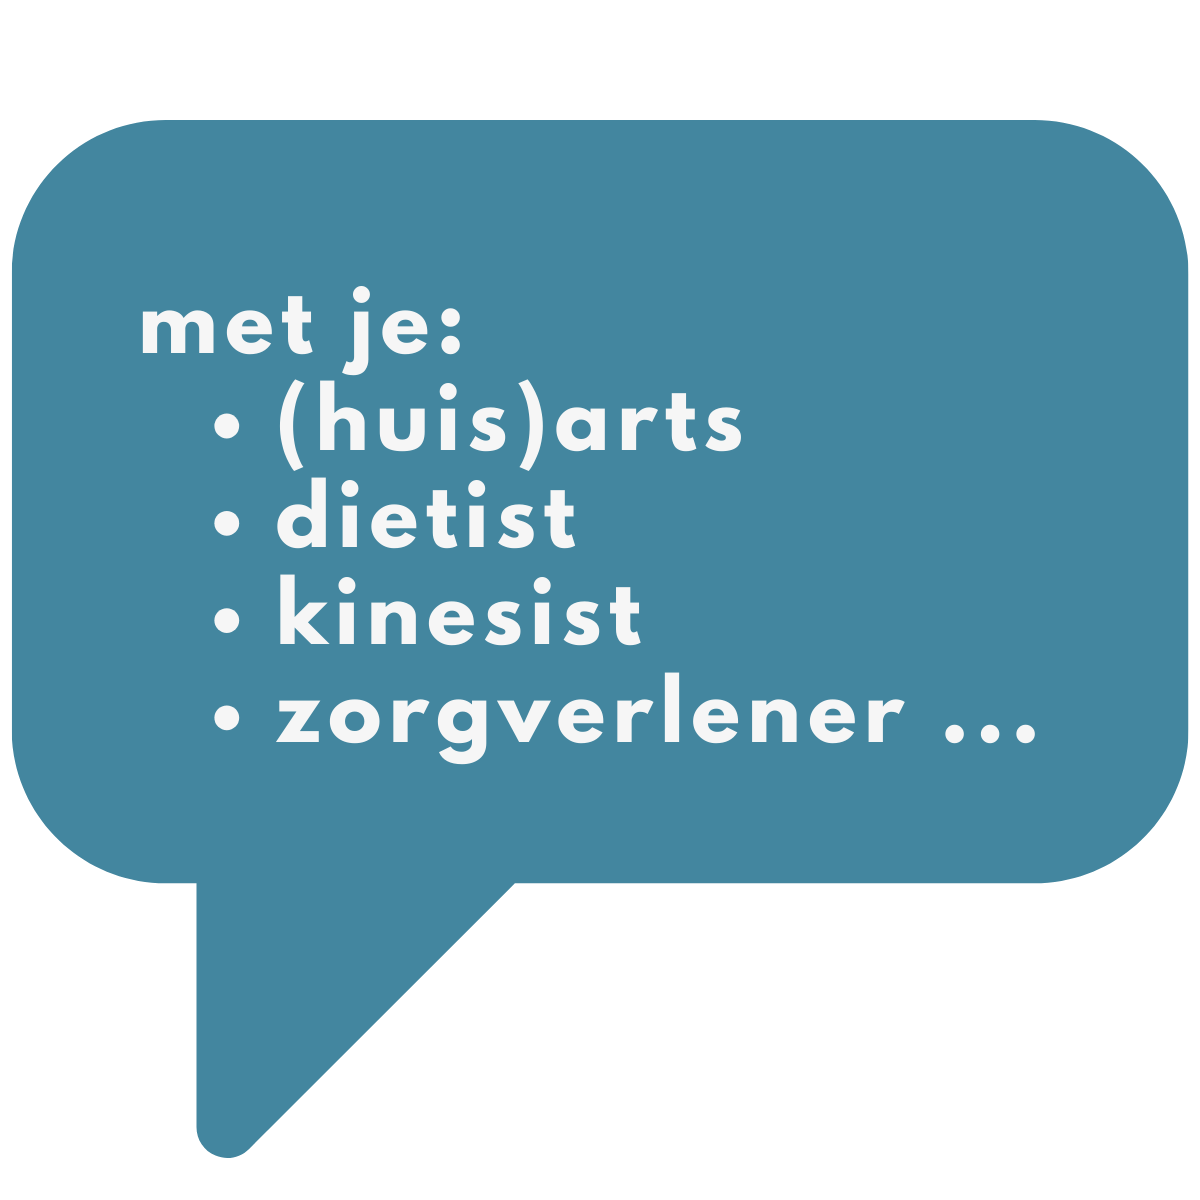 met je:
• (huis)arts
• dietist
• kinesist
• zorgverlener ...